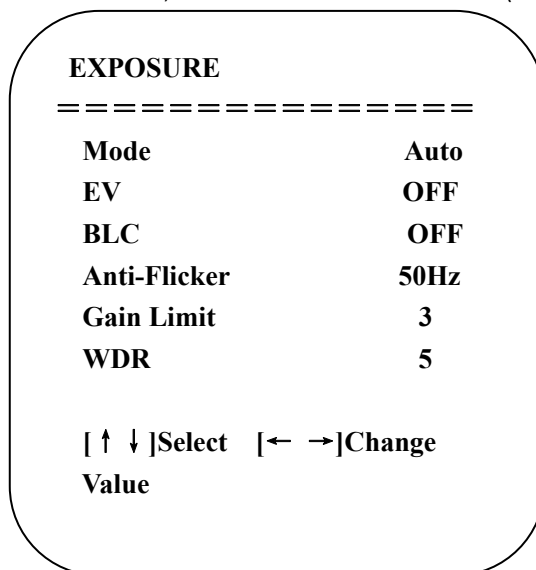 EXPOSURE
================
Mode Auto
EV OFF
BLC OFF
Anti-Flicker 50Hz
Gain Limit 3
WDR 5
[↑ ↓]Select [← →]Change
Value